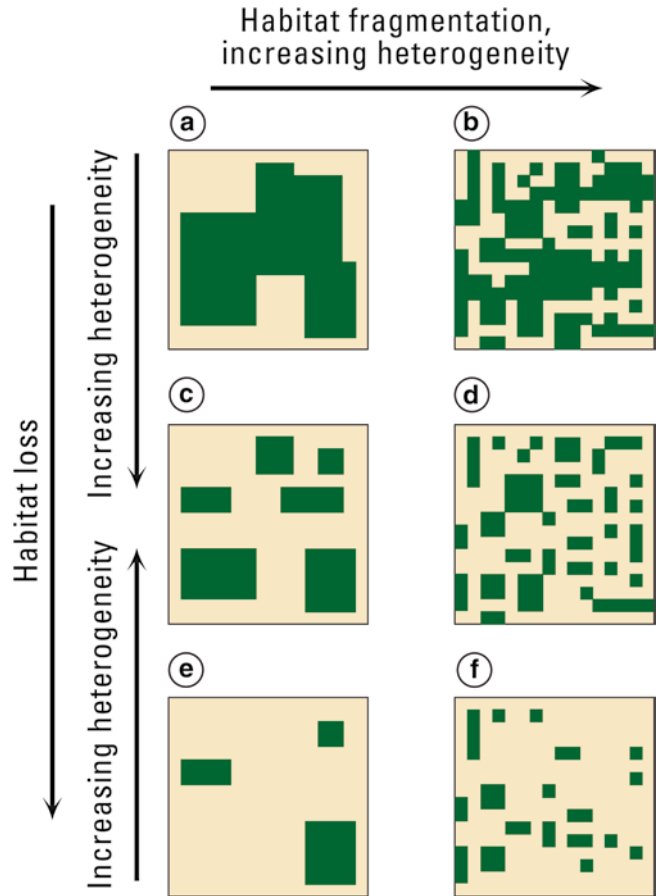 Habitat fragmentation,
increasing heterogeneity
a
b
Increasing heterogeneity
Habitat loss
c
d
Increasing heterogeneity
e
f